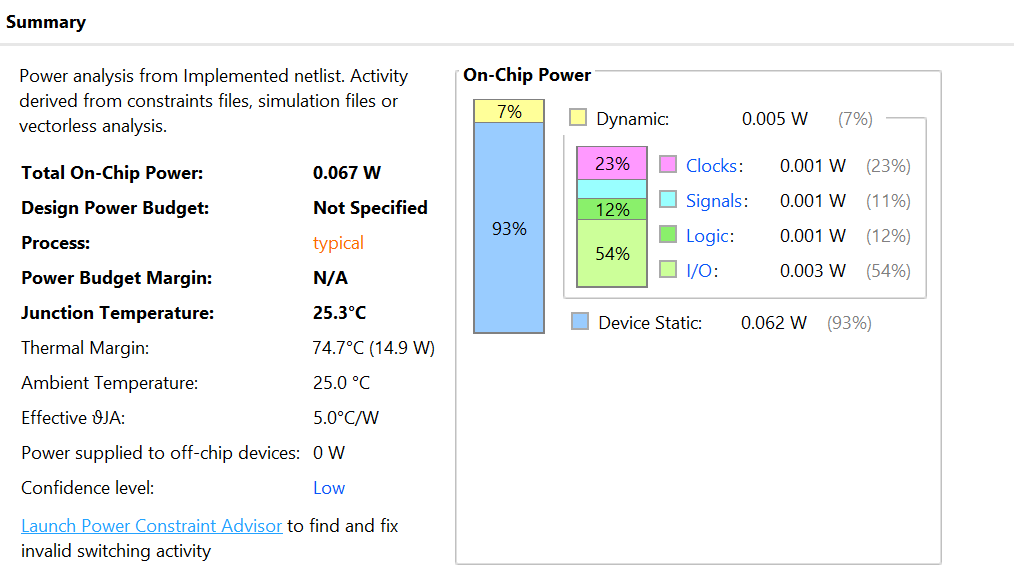 Summary
Power analysis from Implemented netlist. Activity
derived from constraints files, simulation files or
vectorless analysis.
Total On-Chip Power: 0.067 W
Design Power Budget: Not Specified
Process: typical
Power Budget Margin: N/A
Junction Temperature: 25.3°C
Thermal Margin: 74.7°C (14.9 W)
Ambient Temperature: 25.0 °C
Effective ϑJA: 5.0°C/W
Power supplied to off-chip devices: 0 W
Confidence level: Low
Launch Power Constraint Advisor to find and fix
invalid switching activity
On-Chip Power
7%
93%
Dynamic: 0.005 W (7%)
23%
12%
54%
Clocks: 0.001 W (23%)
Signals: 0.001 W (11%)
Logic: 0.001 W (12%)
I/O: 0.003 W (54%)
Device Static: 0.062 W (93%)